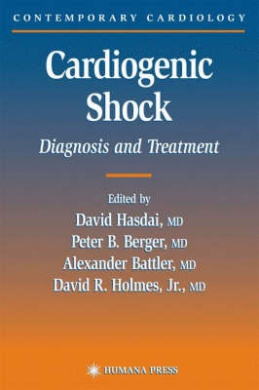 CONTEMPORARY CARDIOLOGY
Cardiogenic
Shock
Diagnosis and Treatment
Edited by
David Hasdai, MD
Peter B. Berger, MD
Alexander Battler, MD
David R. Holmes, Jr., MD
HUMANA PRESS